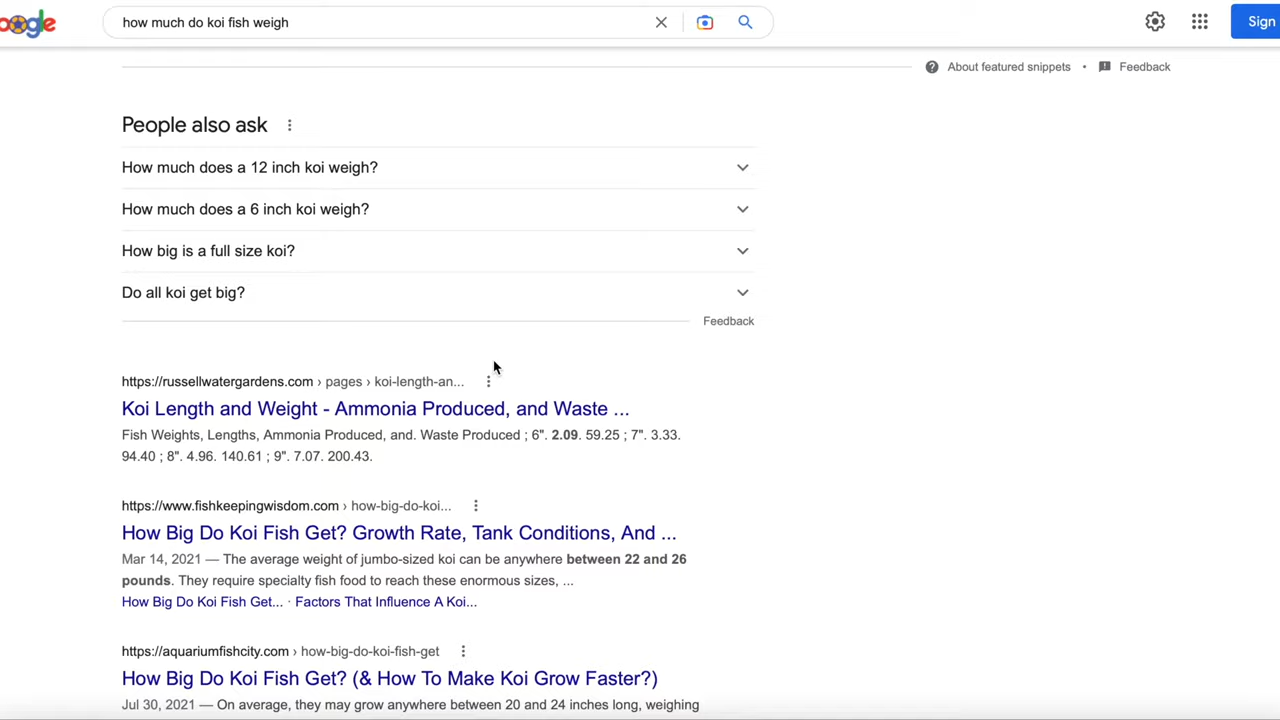 oogle
how much do koi fish weigh
Sign
About featured snippets • Feedback
People also ask
How much does a 12 inch koi weigh?
How much does a 6 inch koi weigh?
How big is a full size koi?
Do all koi get big?
Feedback
https://russellwatergardens.com › pages › koi-length-an...
Koi Length and Weight - Ammonia Produced, and Waste ...
Fish Weights, Lengths, Ammonia Produced, and. Waste Produced ; 6". 2.09. 59.25 ; 7". 3.33.
94.40 ; 8". 4.96. 140.61 ; 9". 7.07. 200.43.
https://www.fishkeepingwisdom.com › how-big-do-koi...
How Big Do Koi Fish Get? Growth Rate, Tank Conditions, And ...
Mar 14, 2021 — The average weight of jumbo-sized koi can be anywhere between 22 and 26
pounds. They require specialty fish food to reach these enormous sizes, ...
How Big Do Koi Fish Get... · Factors That Influence A Koi...
https://aquariumfishcity.com › how-big-do-koi-fish-get
How Big Do Koi Fish Get? (& How To Make Koi Grow Faster?)
Jul 30, 2021 — On average, they may grow anywhere between 20 and 24 inches long, weighing